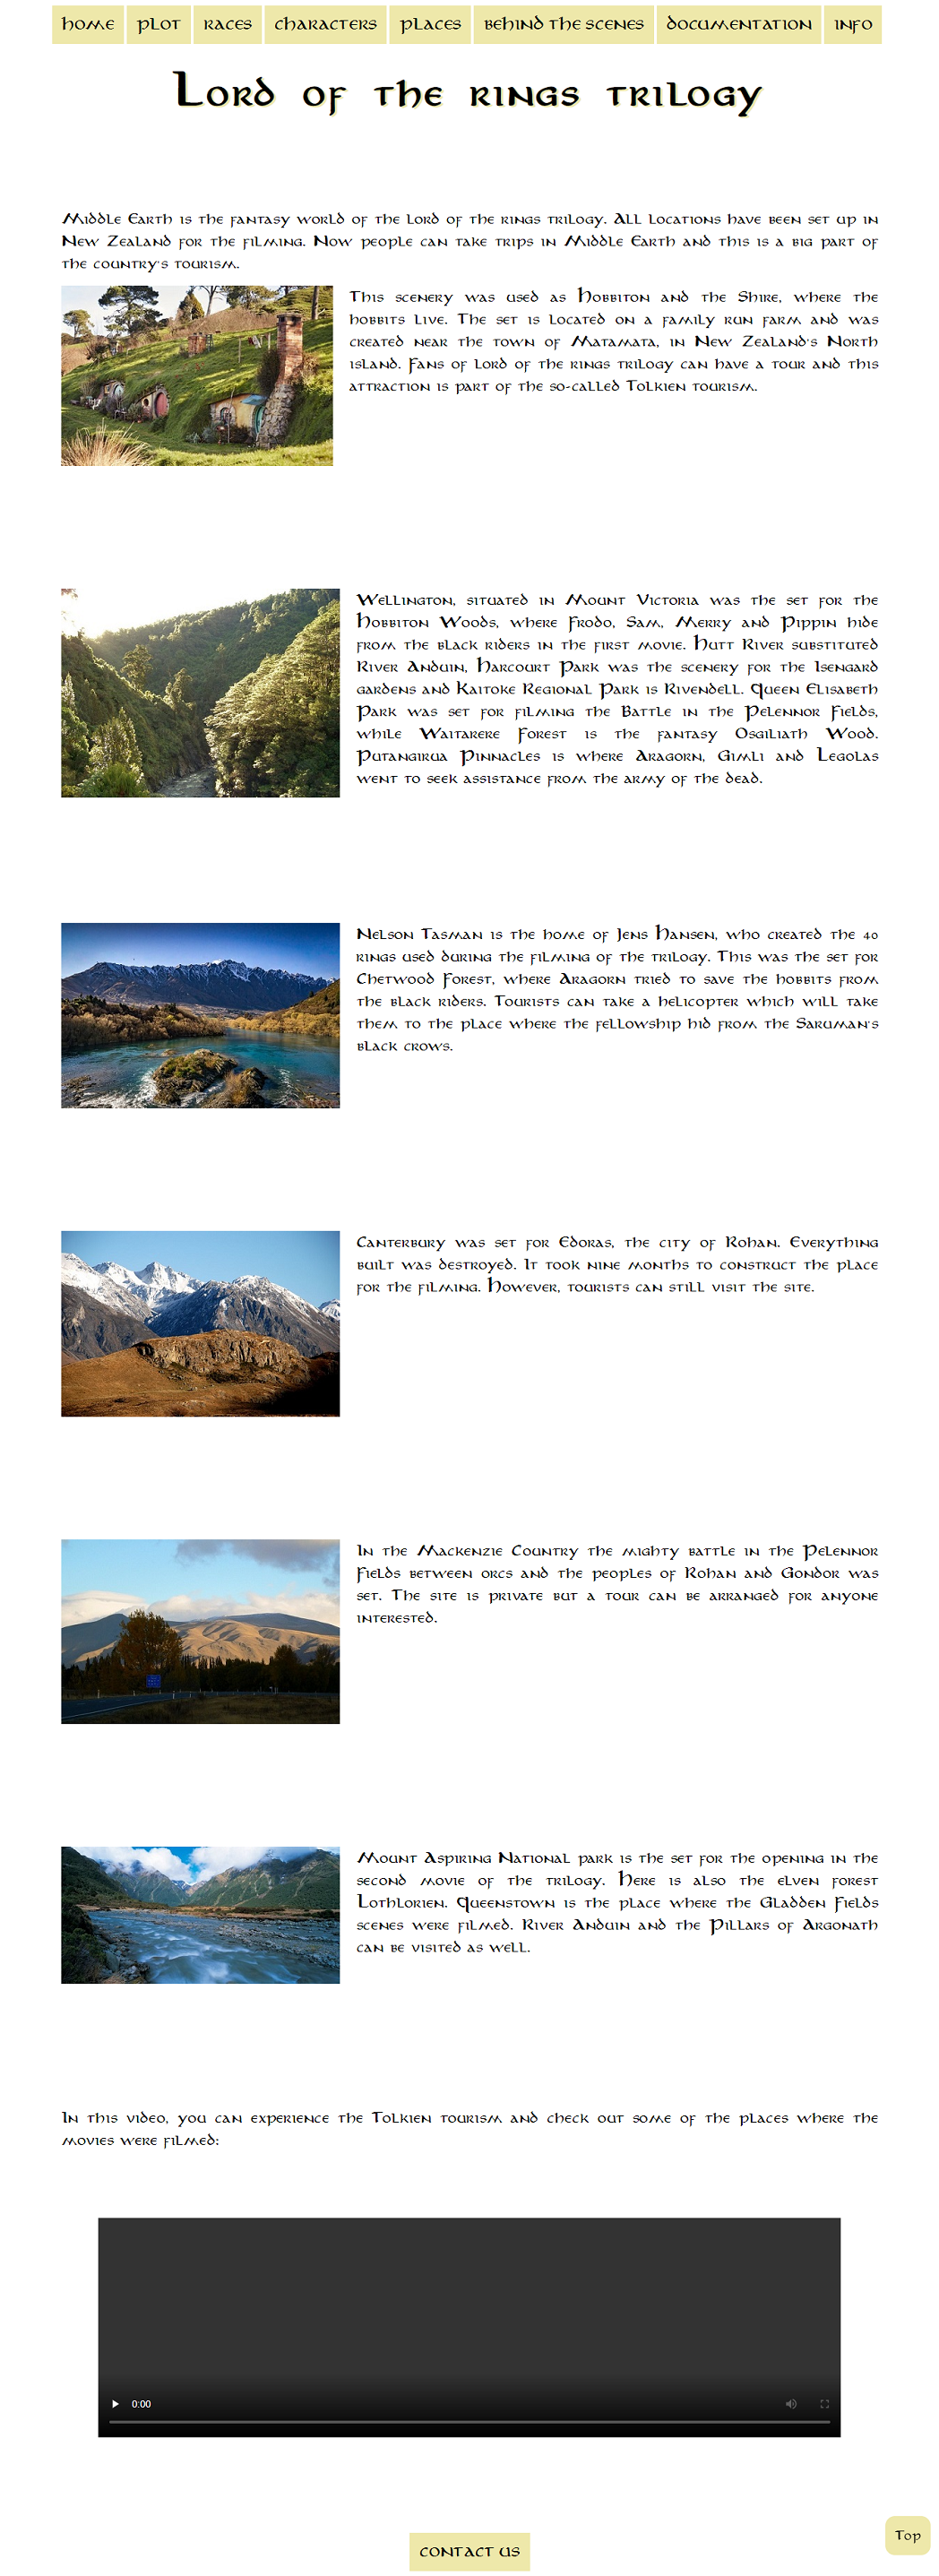 HOME PLOT RACES CHARACTERS PLACES BEHIND THE SCENES DOCUMENTATION INFO
Lord of the rings trilogy
Middle Earth is the fantasy world of the lord of the rings trilogy. All locations have been set up in
New Zealand for the filming. Now people can take trips in Middle Earth and this is a big part of
the country's tourism.
This scenery was used as Hobbiton and the Shire, where the
hobbits live. The set is located on a family run farm and was
created near the town of Matamata, in New Zealand's North
island. Fans of lord of the rings trilogy can have a tour and this
attraction is part of the so-called Tolkien tourism.
Wellington, situated in Mount Victoria was the set for the
Hobbiton Woods, where Frodo, Sam, Merry and Pippin hide
from the black riders in the first movie. Hutt River substituted
River Anduin, Harcourt Park was the scenery for the Isengard
gardens and Kaitoke Regional Park is Rivendell. Queen Elisabeth
Park was set for filming the Battle in the Pelennor Fields,
while Waitarere Forest is the fantasy Osgiliath Wood.
Putangirua Pinnacles is where Aragorn, Gimli and Legolas
went to seek assistance from the army of the dead.
Nelson Tasman is the home of Jens Hansen, who created the 40
rings used during the filming of the trilogy. This was the set for
Chetwood Forest, where Aragorn tried to save the hobbits from
the black riders. Tourists can take a helicopter which will take
them to the place where the fellowship hid from the Saruman's
black crows.
Canterbury was set for Edoras, the city of Rohan. Everything
built was destroyed. It took nine months to construct the place
for the filming. However, tourists can still visit the site.
In the Mackenzie Country the mighty battle in the Pelennor
Fields between orcs and the peoples of Rohan and Gondor was
set. The site is private but a tour can be arranged for anyone
interested.
Mount Aspiring National park is the set for the opening in the
second movie of the trilogy. Here is also the elven forest
Lothlorien. Queenstown is the place where the Gladden Fields
scenes were filmed. River Anduin and the Pillars of Argonath
can be visited as well.
In this video, you can experience the Tolkien tourism and check out some of the places where the
movies were filmed:
0:00
Top
CONTACT US